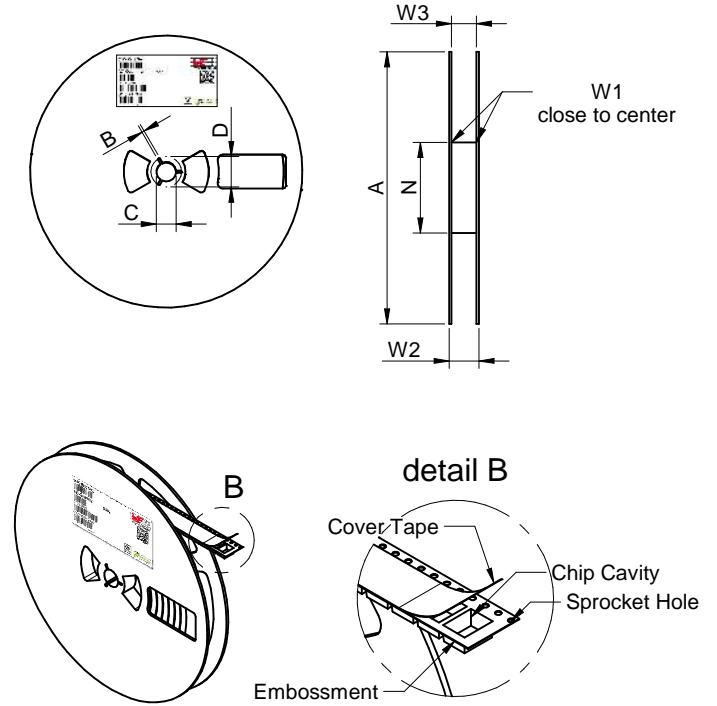 W3
W1
close to center
B
D
C
A
N
W2
B
detail B
Cover Tape
Chip Cavity
Sprocket Hole
Embossment